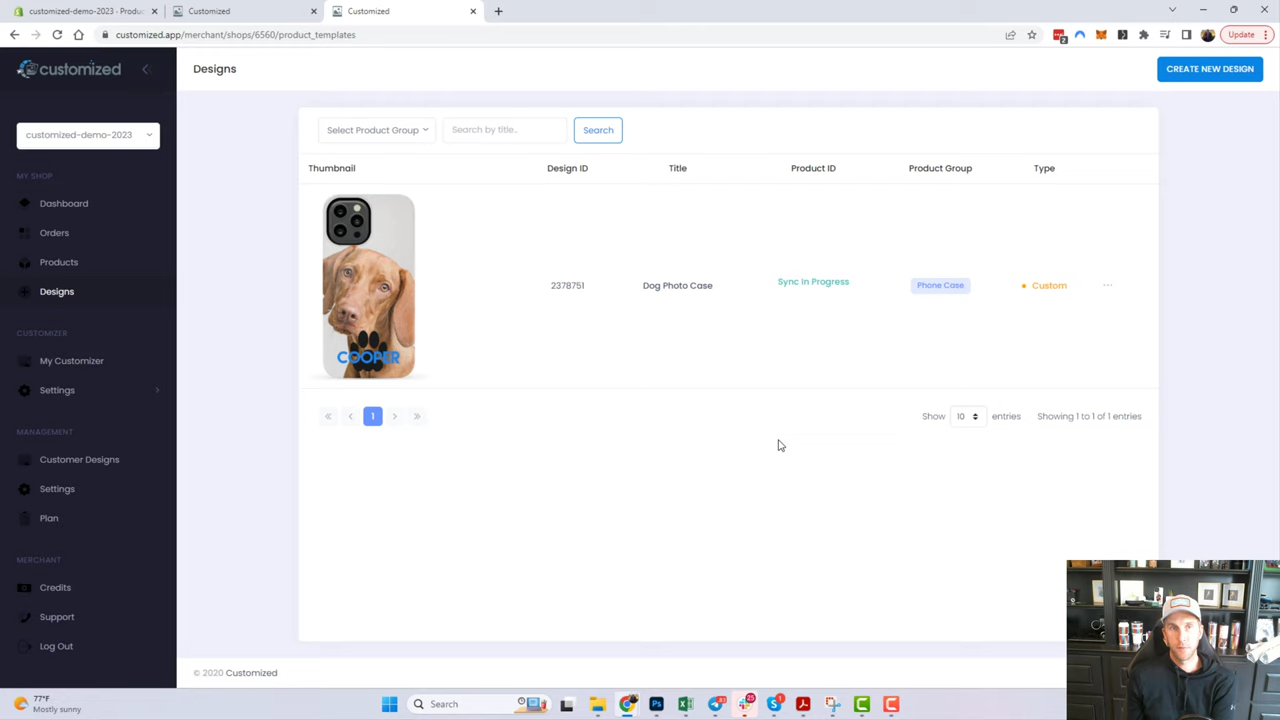 customized-demo-2023 - Produc
Customized
Customized
customized.app/merchant/shops/6560/product_templates
2
Update
customized
Designs
CREATE NEW DESIGN
customized-demo-2023
MY SHOP
Dashboard
Orders
Products
Designs
CUSTOMIZER
My Customizer
Settings
MANAGEMENT
Customer Designs
Settings
Plan
MERCHANT
Credits
Support
Log Out
Select Product Group
Search by title..
Search
Thumbnail
Design ID
Title
Product ID
Product Group
Type
COOPER
2378751
Dog Photo Case
Sync In Progress
Phone Case
Custom
1
Show
10
entries
Showing 1 to 1 of 1 entries
© 2020 Customized
77°F
Mostly sunny
Search
25
1